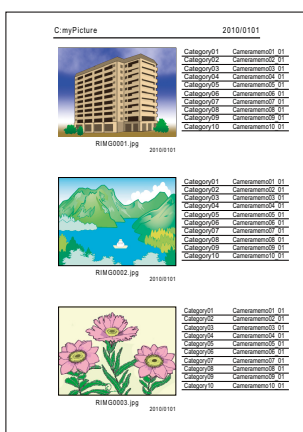 C:myPicture 2010/0101
Category01 Cameramemo01_01
Category02 Cameramemo02_01
Category03 Cameramemo03_01
Category04 Cameramemo04_01
Category05 Cameramemo05_01
Category06 Cameramemo06_01
Category07 Cameramemo07_01
Category08 Cameramemo08_01
Category09 Cameramemo09_01
Category10 Cameramemo10_01
RIMG0001.jpg
2010/0101
Category01 Cameramemo01_01
Category02 Cameramemo02_01
Category03 Cameramemo03_01
Category04 Cameramemo04_01
Category05 Cameramemo05_01
Category06 Cameramemo06_01
Category07 Cameramemo07_01
Category08 Cameramemo08_01
Category09 Cameramemo09_01
Category10 Cameramemo10_01
RIMG0002.jpg
2010/0101
Category01 Cameramemo01_01
Category02 Cameramemo02_01
Category03 Cameramemo03_01
Category04 Cameramemo04_01
Category05 Cameramemo05_01
Category06 Cameramemo06_01
Category07 Cameramemo07_01
Category08 Cameramemo08_01
Category09 Cameramemo09_01
Category10 Cameramemo10_01
RIMG0003.jpg
2010/0101